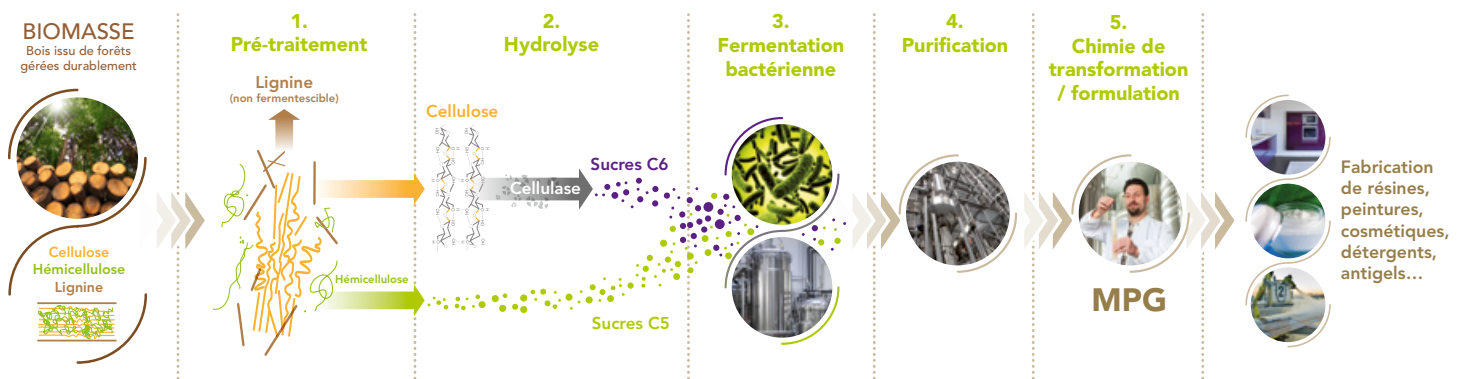 BIOMASSE
Bois issu de forêts
gérées durablement
Cellulose
Hémicellulose
Lignine
1.
Pré-traitement
Lignine
(non fermentescible)
Hémicellulose
2.
Hydrolyse
Cellulose
Cellulase
Sucres C6
Sucres C5
3.
Fermentation
bactérienne
4.
Purification
5.
Chimie de
transformation
/ formulation
MPG
2
Fabrication
de résines,
peintures,
cosmétiques,
détergents,
antigels…